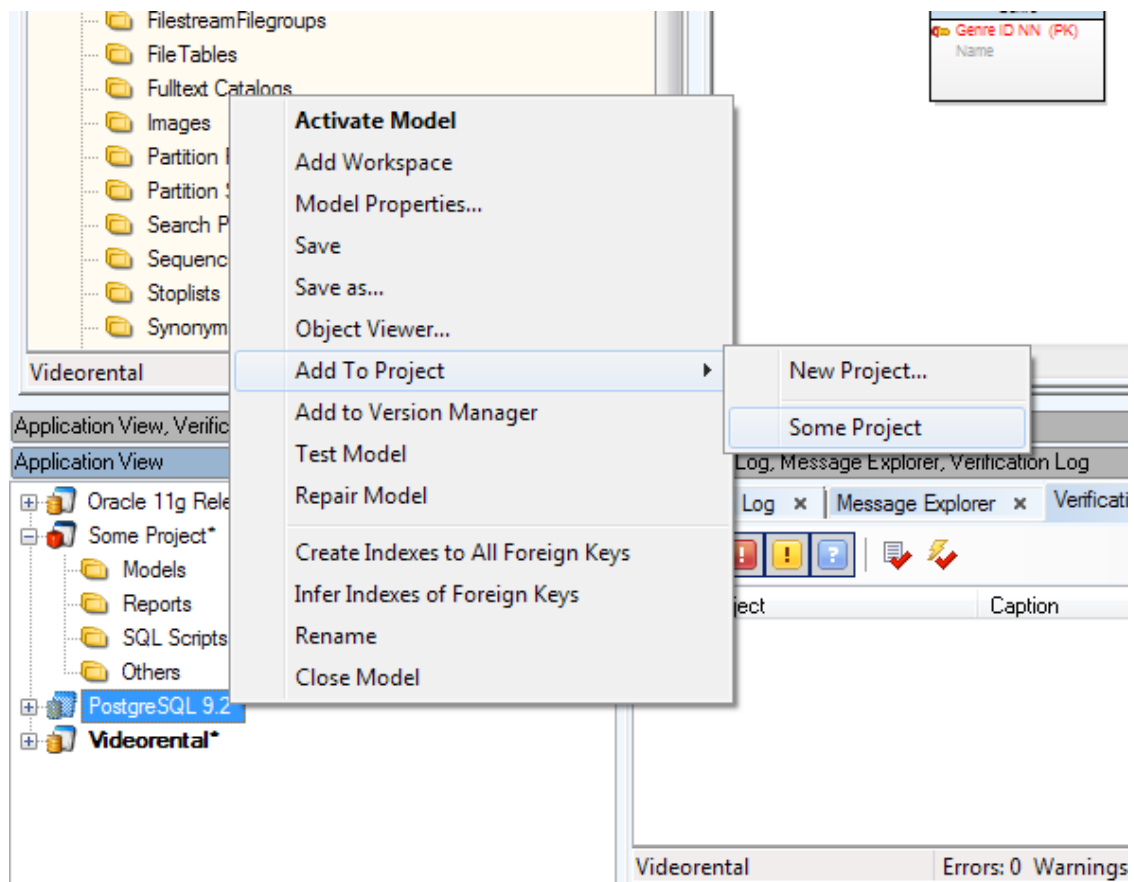 FilestreamFilegroups
FileTables
Fulltext Catalogs
Images
Partition
Partition
Search P
Sequenc
Stoplists
Synonym
Videorental
Genre ID NN (PK)
Name
Activate Model
Add Workspace
Model Properties...
Save
Save as...
Object Viewer...
Add To Project
Add to Version Manager
Test Model
Repair Model
Create Indexes to All Foreign Keys
Infer Indexes of Foreign Keys
Rename
Close Model
New Project...
Some Project
Application View, Verific
Application View
Oracle 11g Rele
Some Project*
Models
Reports
SQL Scripts
Others
PostgreSQL 9.2
Videorental*
Log, Message Explorer, Verification Log
Log x Message Explorer x Verificati
ject Caption
Videorental Errors: 0 Warnings